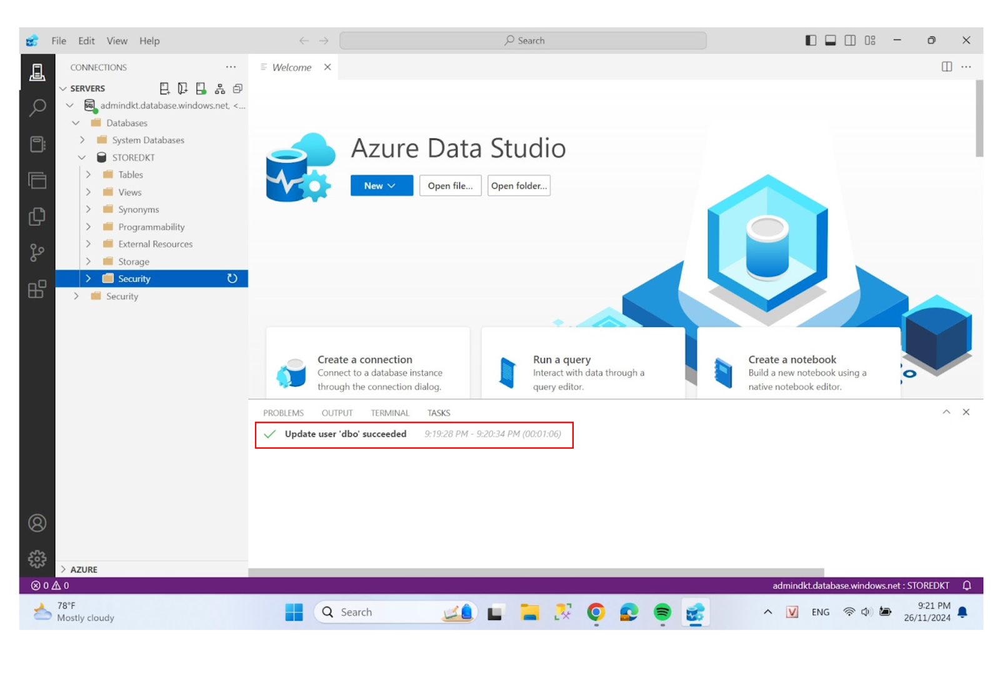 File Edit View Help
Search
CONNECTIONS
Welcome
SERVERS
admindkt.database.windows.net, <...
Databases
System Databases
STOREDKT
Tables
Views
Synonyms
Programmability
External Resources
Storage
Security
Security
AZURE
Azure Data Studio
New
Open file...
Open folder...
Create a connection
Connect to a database instance
through the connection dialog.
Run a query
Interact with data through a
query editor.
Create a notebook
Build a new notebook using a
native notebook editor.
PROBLEMS OUTPUT TERMINAL TASKS
Update user 'dbo' succeeded 9:19:28 PM - 9:20:34 PM (00:01:06)
0 0
admindkt.database.windows.net : STOREDKT
78°F
Mostly cloudy
Search
ENG
9:21 PM
26/11/2024